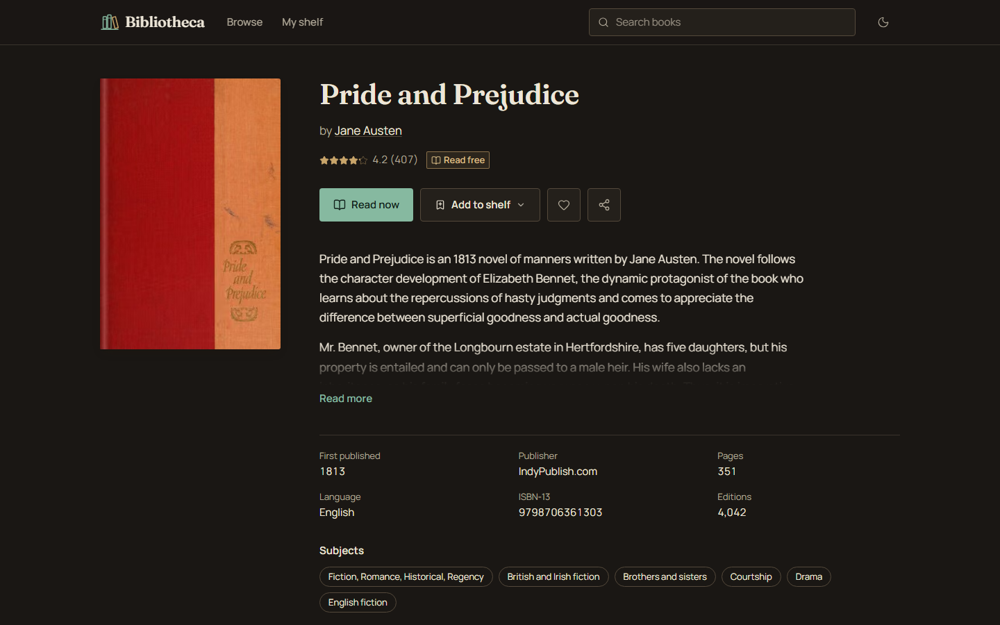 Bibliotheca
Browse
My shelf
Search books
Pride
and
Prejudice
Pride and Prejudice
by Jane Austen
4.2 (407)
Read free
Read now
Add to shelf
Pride and Prejudice is an 1813 novel of manners written by Jane Austen. The novel follows
the character development of Elizabeth Bennet, the dynamic protagonist of the book who
learns about the repercussions of hasty judgments and comes to appreciate the
difference between superficial goodness and actual goodness.
Mr. Bennet, owner of the Longbourn estate in Hertfordshire, has five daughters, but his
property is entailed and can only be passed to a male heir. His wife also lacks an
Read more
First published
1813
Publisher
IndyPublish.com
Pages
351
Language
English
ISBN-13
9798706361303
Editions
4,042
Subjects
Fiction, Romance, Historical, Regency
British and Irish fiction
Brothers and sisters
Courtship
Drama
English fiction